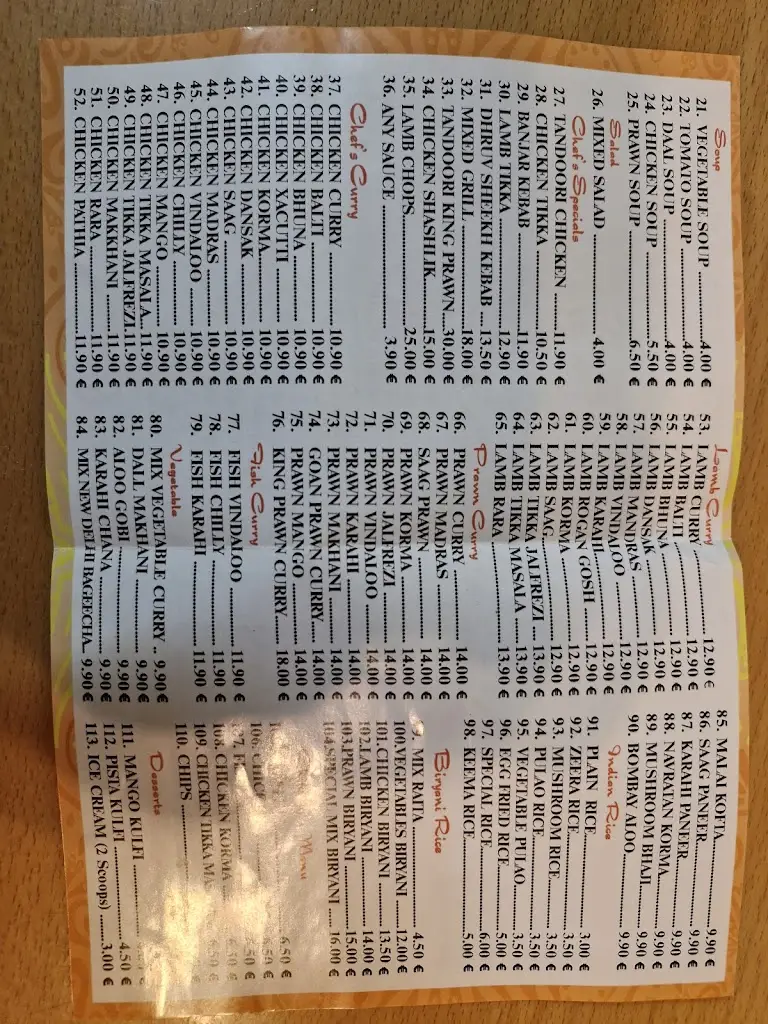 Soup
21. VEGETABLE SOUP ............ 4.00 €
22. TOMATO SOUP ............ 4.00 €
23. DAAL SOUP ............ 4.00 €
24. CHICKEN SOUP ............ 5.50 €
25. PRAWN SOUP ............ 6.50 €
Salad
26. MIXED SALAD ............ 4.00 €
Chef's Specials
27. TANDOORI CHICKEN ............ 11.90 €
28. CHICKEN TIKKA ............ 10.50 €
29. BANJAR KEBAB ............ 11.90 €
30. LAMB TIKKA ............ 12.90 €
31. DHRUV SHEEKH KEBAB ... 13.50 €
32. MIXED GRILL ............ 18.00 €
33. TANDOORI KING PRAWN . 30.00 €
34. CHICKEN SHASHLIK ............ 15.00 €
35. LAMB CHOPS ............ 25.00 €
36. ANY SAUCE ............ 3.90 €
Chef's Curry
37. CHICKEN CURRY ............ 10.90 €
38. CHICKEN BALTI ............ 10.90 €
39. CHICKEN BHUNA ............ 10.90 €
40. CHICKEN XACUTTI ............ 10.90 €
41. CHICKEN KORMA ............ 10.90 €
42. CHICKEN DANSAK ............ 10.90 €
43. CHICKEN SAAG ............ 10.90 €
44. CHICKEN MADRAS ............ 10.90 €
45. CHICKEN VINDALOO ............ 10.90 €
46. CHICKEN CHILLY ............ 10.90 €
47. CHICKEN MANGO ............ 10.90 €
48. CHICKEN TIKKA MASALA .. 11.90 €
49. CHICKEN TIKKA JALFREZI. 11.90 €
50. CHICKEN MAKKHANI ............ 11.90 €
51. CHICKEN RARA ............ 11.90 €
52. CHICKEN PATHIA ............ 11.90 €
Lamb Curry
53. LAMB CURRY ............ 12.90 €
54. LAMB BALTI ............ 12.90 €
55. LAMB BHUNA ............ 12.90 €
56. LAMB DANSAK ............ 12.90 €
57. LAMB MANDRAS ............ 12.90 €
58. LAMB VINDALOO ............ 12.90 €
59. LAMB KARAHI ............ 12.90 €
60. LAMB ROGAN GOSH ............ 12.90 €
61. LAMB KORMA ............ 12.90 €
62. LAMB SAAG ............ 12.90 €
63. LAMB TIKKA JALFREZI ... 13.90 €
64. LAMB TIKKA MASALA ............ 13.90 €
65. LAMB RARA ............ 13.90 €
Prawn Curry
66. PRAWN CURRY ............ 14.00 €
67. PRAWN MADRAS ............ 14.00 €
68. SAAG PRAWN ............ 14.00 €
69. PRAWN KORMA ............ 14.00 €
70. PRAWN JALFREZI ............ 14.00 €
71. PRAWN VINDALOO ............ 14.00 €
72. PRAWN KARAHI ............ 14.00 €
73. PRAWN MAKHANI ............ 14.00 €
74. GOAN PRAWN CURRY ............ 14.00 €
75. PRAWN MANGO ............ 14.00 €
76. KING PRAWN CURRY ............ 18.00 €
Fish Curry
77. FISH VINDALOO ............ 11.90 €
78. FISH CHILLY ............ 11.90 €
79. FISH KARAHI ............ 11.90 €
Vegetable
80. MIX VEGETABLE CURRY .. 9.90 €
81. DALL MAKHANI ............ 9.90 €
82. ALOO GOBI ............ 9.90 €
83. KARAHI CHANA ............ 9.90 €
84. MIX NEW DELHI BAGEECHA.. 9.90 €
85. MALAI KOFTA ............ 9.90 €
86. SAAG PANEER ............ 9.90 €
87. KARAHI PANEER ............ 9.90 €
88. NAVRATAN KORMA ............ 9.90 €
89. MUSHROOM BHAJI ............ 9.90 €
90. BOMBAY ALOO ............ 9.90 €
Indian Rice
91. PLAIN RICE ............ 3.00 €
92. ZEERA RICE ............ 3.50 €
93. MUSHROOM RICE ............ 3.50 €
94. PULAO RICE ............ 3.50 €
95. VEGETABLE PULAO ............ 3.50 €
96. EGG FRIED RICE ............ 5.00 €
97. SPECIAL RICE ............ 6.00 €
98. KEEMA RICE ............ 5.00 €
Biryani Rice
99. MIX RAITA ............ 4.50 €
100. VEGETABLES BIRYANI ............ 12.00 €
101. CHICKEN BIRYANI ............ 13.50 €
102. LAMB BIRYANI ............ 14.00 €
103. PRAWN BIRYANI ............ 15.00 €
104. SPECIAL MIX BIRYANI ............ 16.00 €
Menu
6.50 €
106.
108. CHICKEN KORMA
109. CHICKEN TIKKA
110. CHIPS
Desserts
111. MANGO KULFI
112. PISTA KULFI ............ 4.50 €
113. ICE CREAM (2 Scoops) .... 3.00 €